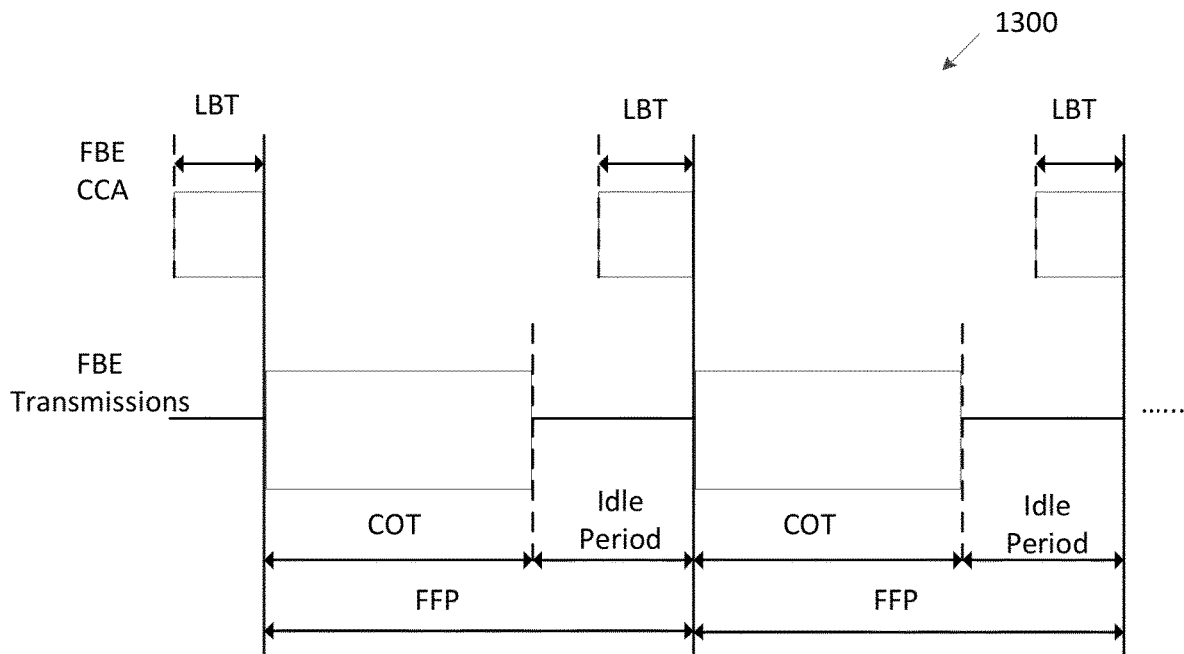 1300
LBT
LBT
LBT
FBE
CCA
FBE
Transmissions
......
COT
Idle
Period
COT
Idle
Period
FFP
FFP